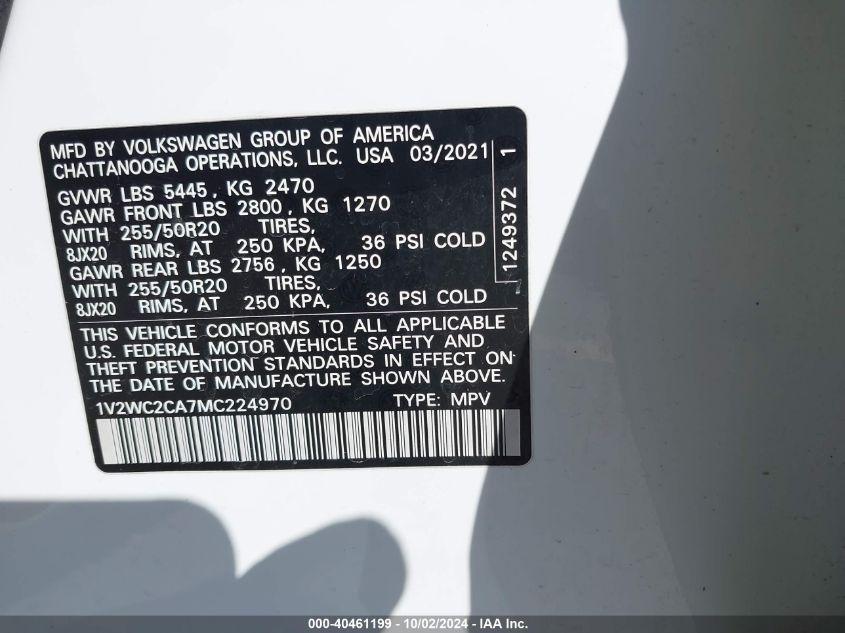 MFD BY VOLKSWAGEN GROUP OF AMERICA
CHATTANOOGA OPERATIONS, LLC. USA 03/2021
GVWR LBS 5445, KG 2470
GAWR FRONT LBS 2800, KG 1270
WITH 255/50R20 TIRES,
8JX20 RIMS, AT 250 KPA, 36 PSI COLD
GAWR REAR LBS 2756, KG 1250
WITH 255/50R20 TIRES,
8JX20 RIMS, AT 250 KPA, 36 PSI COLD
1249372 1
THIS VEHICLE CONFORMS TO ALL APPLICABLE
U.S. FEDERAL MOTOR VEHICLE SAFETY AND
THEFT PREVENTION STANDARDS IN EFFECT ON
THE DATE OF MANUFACTURE SHOWN ABOVE.
1V2WC2CA7MC224970 TYPE: MPV
000-40461199 - 10/02/2024 - IAA Inc.